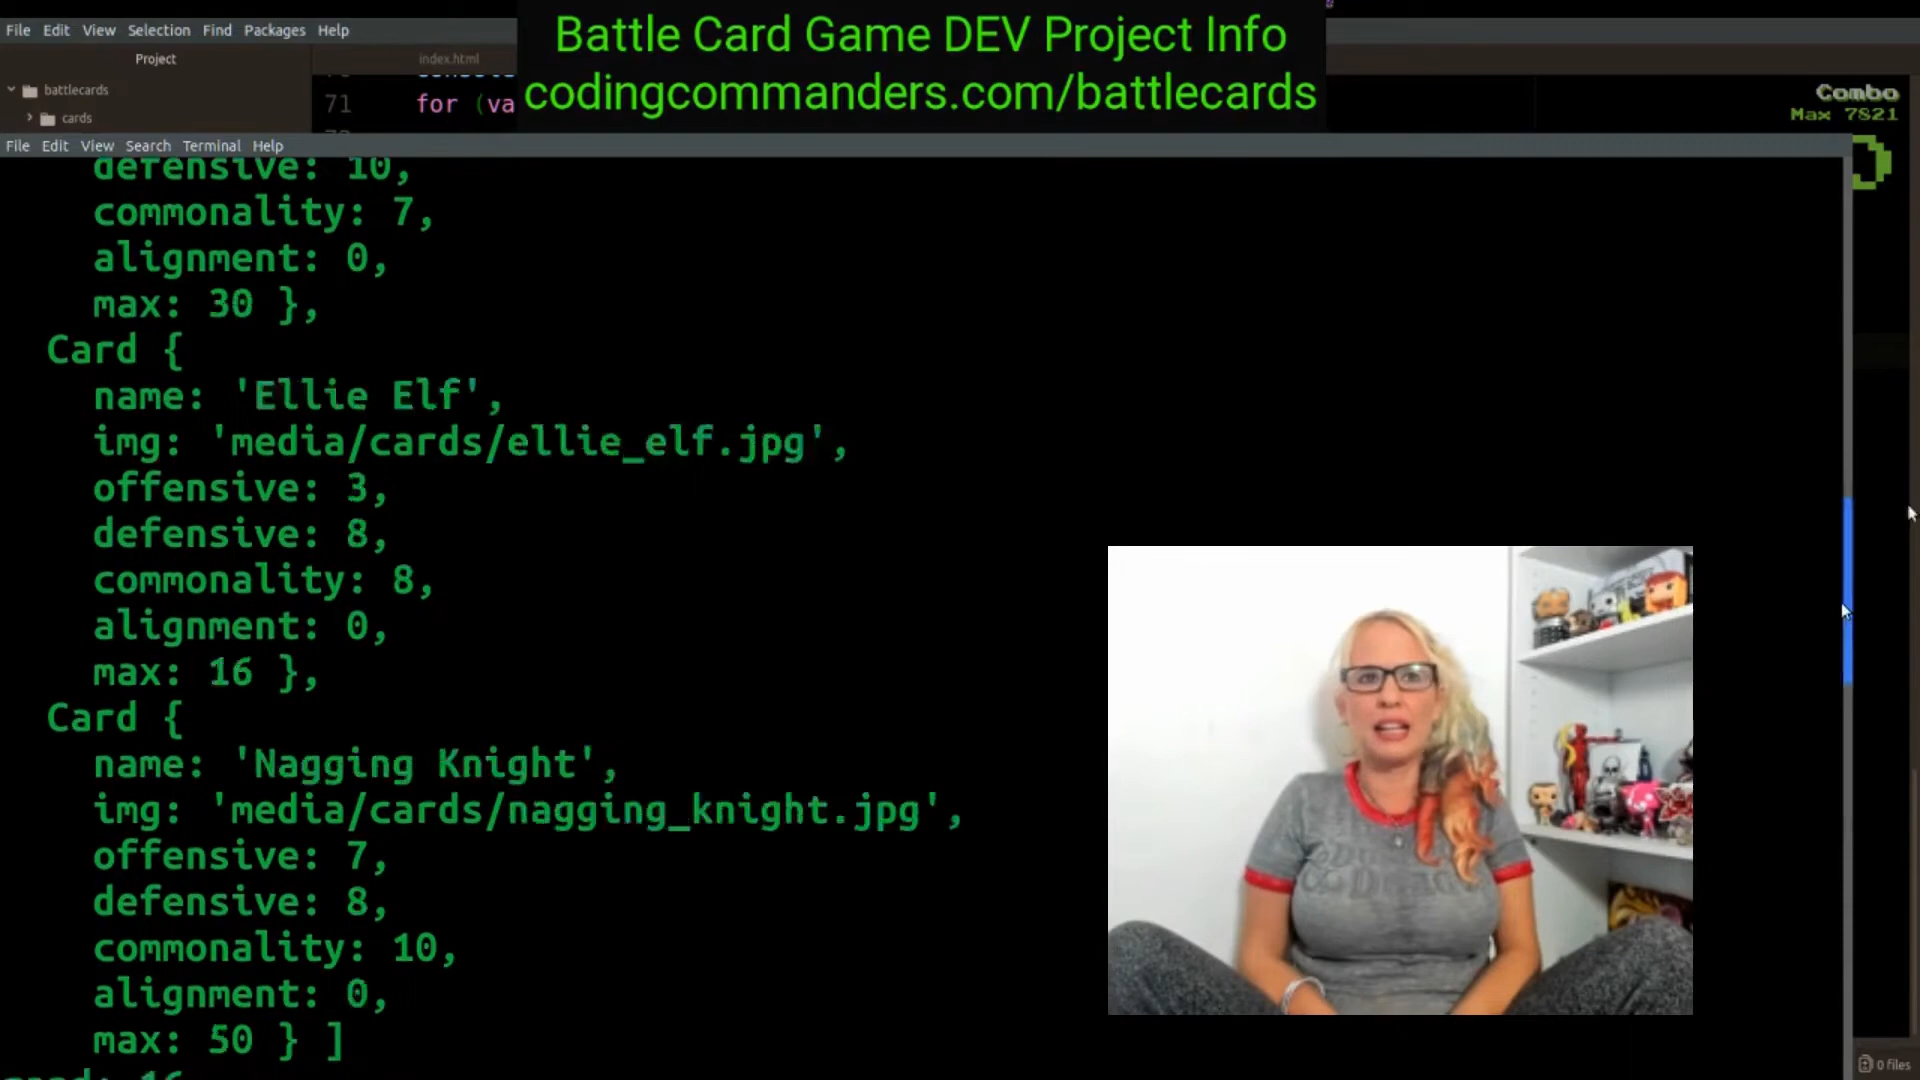 Battle Card Game DEV Project Info
codingcommanders.com/battlecards
File Edit View Selection Find Packages Help
Project
index.html
battlecards
cards
71 for (va
Combo
Max 7821
File Edit View Search Terminal Help
defensive: 10,
commonality: 7,
alignment: 0,
max: 30 },
Card {
name: 'Ellie Elf',
img: 'media/cards/ellie_elf.jpg',
offensive: 3,
defensive: 8,
commonality: 8,
alignment: 0,
max: 16 },
Card {
name: 'Nagging Knight',
img: 'media/cards/nagging_knight.jpg',
offensive: 7,
defensive: 8,
commonality: 10,
alignment: 0,
max: 50 } ]
0 files